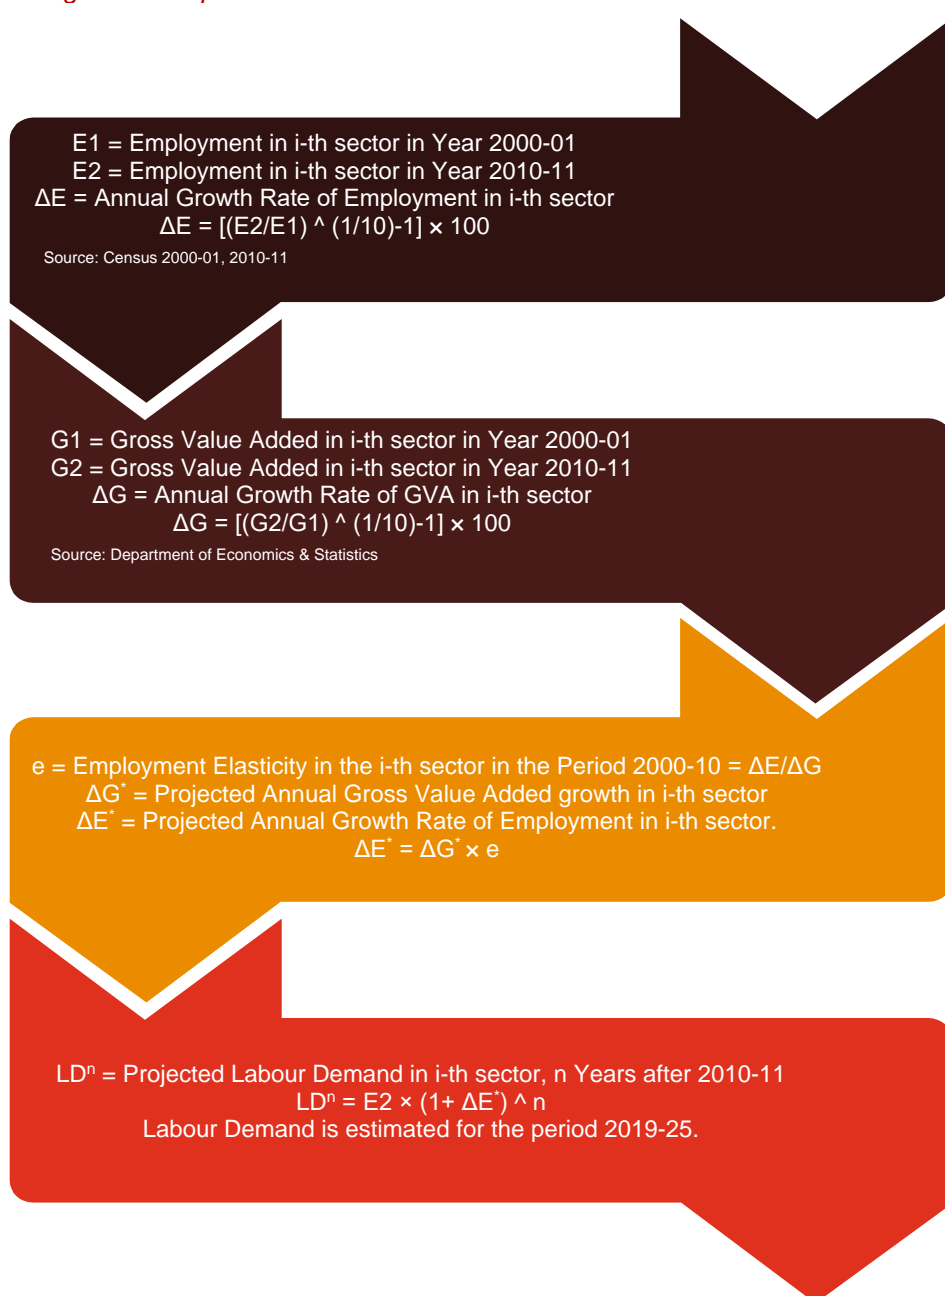 E1 = Employment in i-th sector in Year 2000-01
E2 = Employment in i-th sector in Year 2010-11
ΔE = Annual Growth Rate of Employment in i-th sector
ΔE = [(E2/E1) ^ (1/10)-1] × 100
Source: Census 2000-01, 2010-11
G1 = Gross Value Added in i-th sector in Year 2000-01
G2 = Gross Value Added in i-th sector in Year 2010-11
ΔG = Annual Growth Rate of GVA in i-th sector
ΔG = [(G2/G1) ^ (1/10)-1] × 100
Source: Department of Economics & Statistics
e = Employment Elasticity in the i-th sector in the Period 2000-10 = ΔE/ΔG
ΔG* = Projected Annual Gross Value Added growth in i-th sector
ΔE* = Projected Annual Growth Rate of Employment in i-th sector.
ΔE* = ΔG* × e
LDⁿ = Projected Labour Demand in i-th sector, n Years after 2010-11
LDⁿ = E2 × (1+ ΔE*) ^ n
Labour Demand is estimated for the period 2019-25.